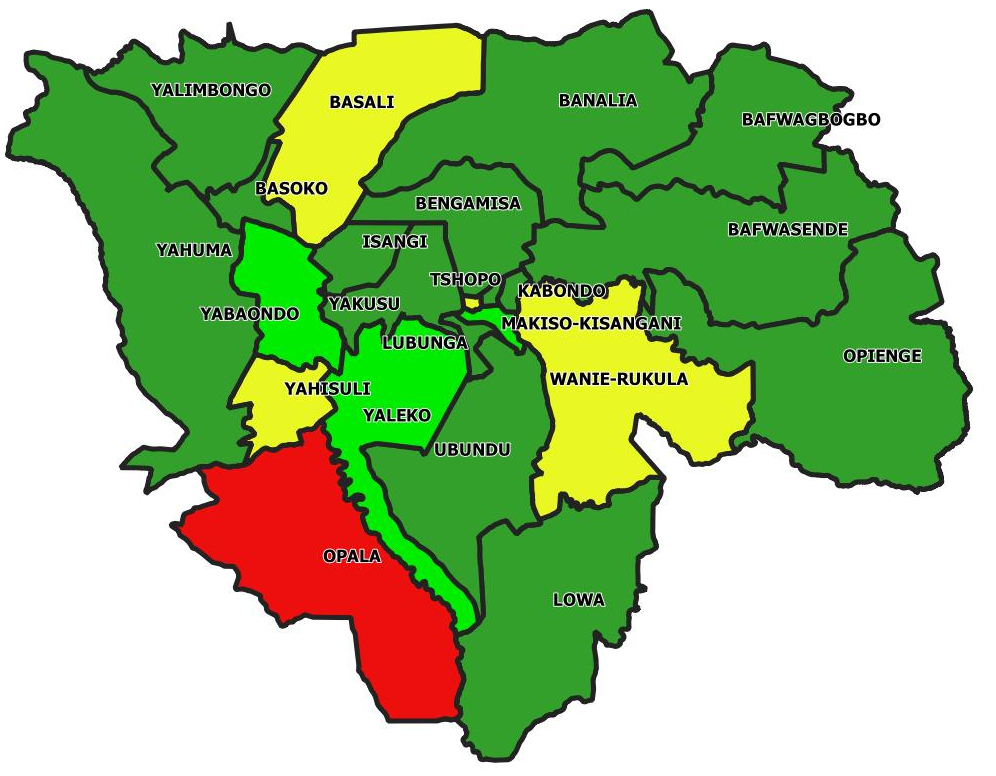 YALIMBONGO
BASALI
BANALIA
BAFWAGBOGBO
BASOKO
BENGAMISA
BAFWASENDE
ISANGI
YAHUMA
TSHOPO
KABONDO
YAKUSU
YABAONDO
MAKISO-KISANGANI
LUBUNGA
OPIENGE
WANIE-RUKULA
YAHISULI
YALEKO
UBUNDU
OPALA
LOWA